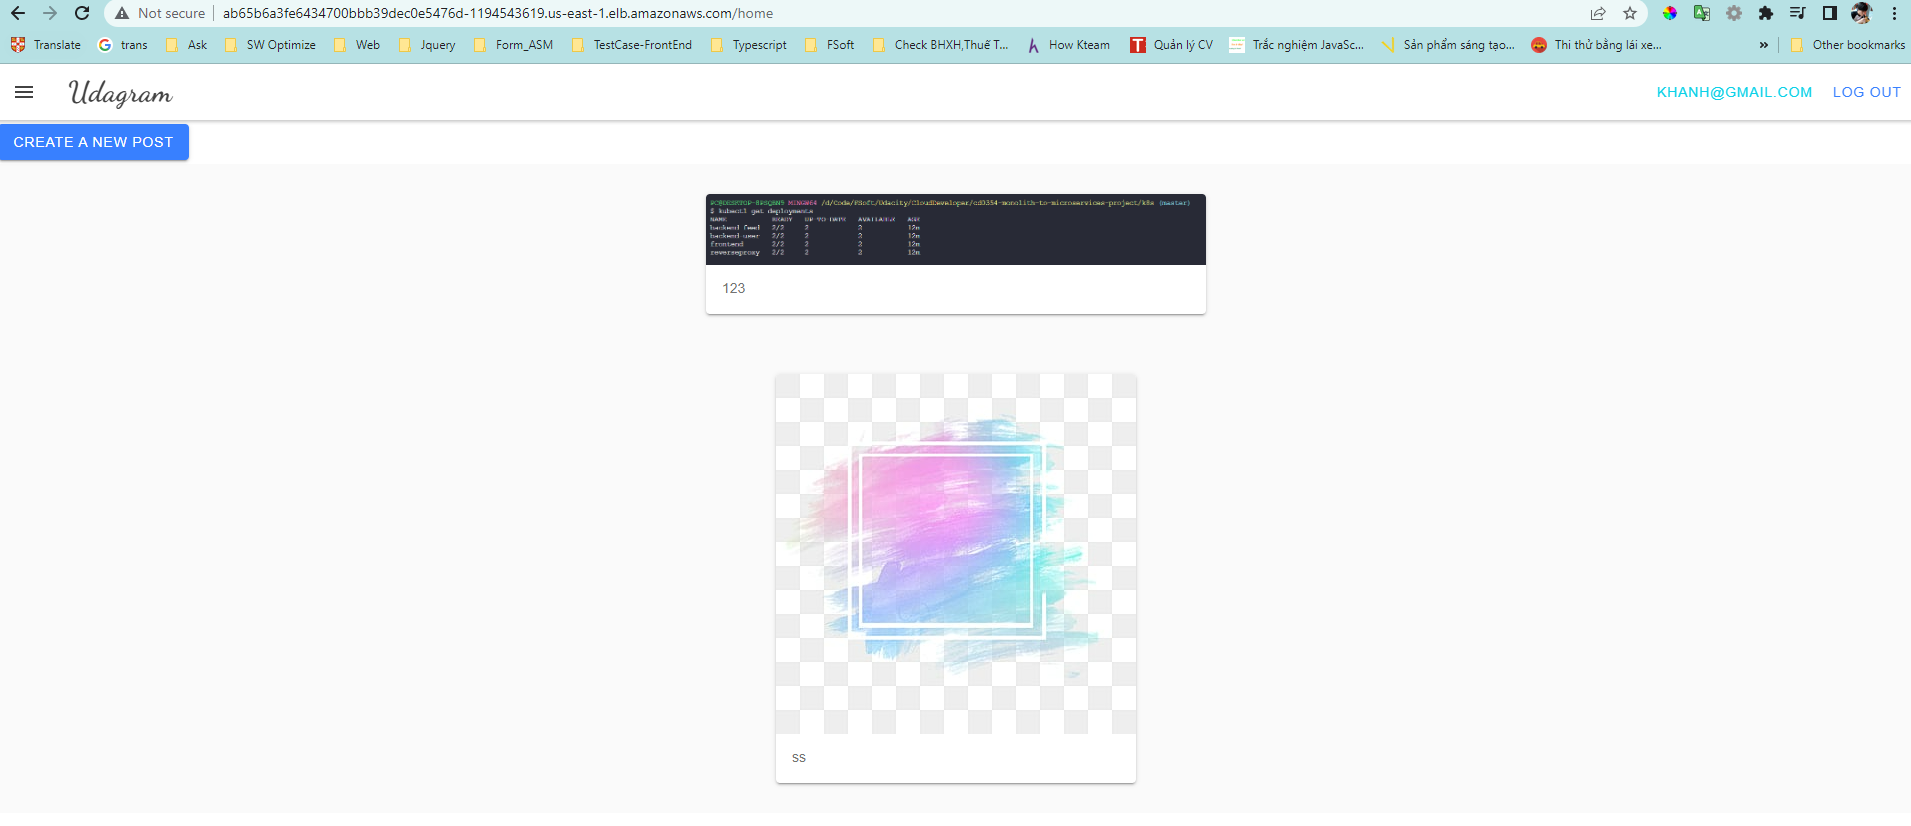 Not secure ab65b6a3fe6434700bbb39dec0e5476d-1194543619.us-east-1.elb.amazonaws.com/home
Translate trans Ask SW Optimize Web Jquery Form_ASM TestCase-FrontEnd Typescript FSoft Check BHXH,Thuế T... How Kteam Quản lý CV Trắc nghiệm JavaSc... Sản phẩm sáng tạo... Thi thử bằng lái xe... » Other bookmarks
Udagram KHANH@GMAIL.COM LOG OUT
CREATE A NEW POST
MINGW64 /d/Code/FSoft/Udacity/CloudDeveloper/cd0354-monolith-to-microservices-project/k8s (master)
$ kubectl get deployments
NAME READY UP-TO-DATE AVAILABLE AGE
backend-feed 2/2 2 2 12m
backend-user 2/2 2 2 12m
frontend 2/2 2 2 12m
reverseproxy 2/2 2 2 12m
123
ss